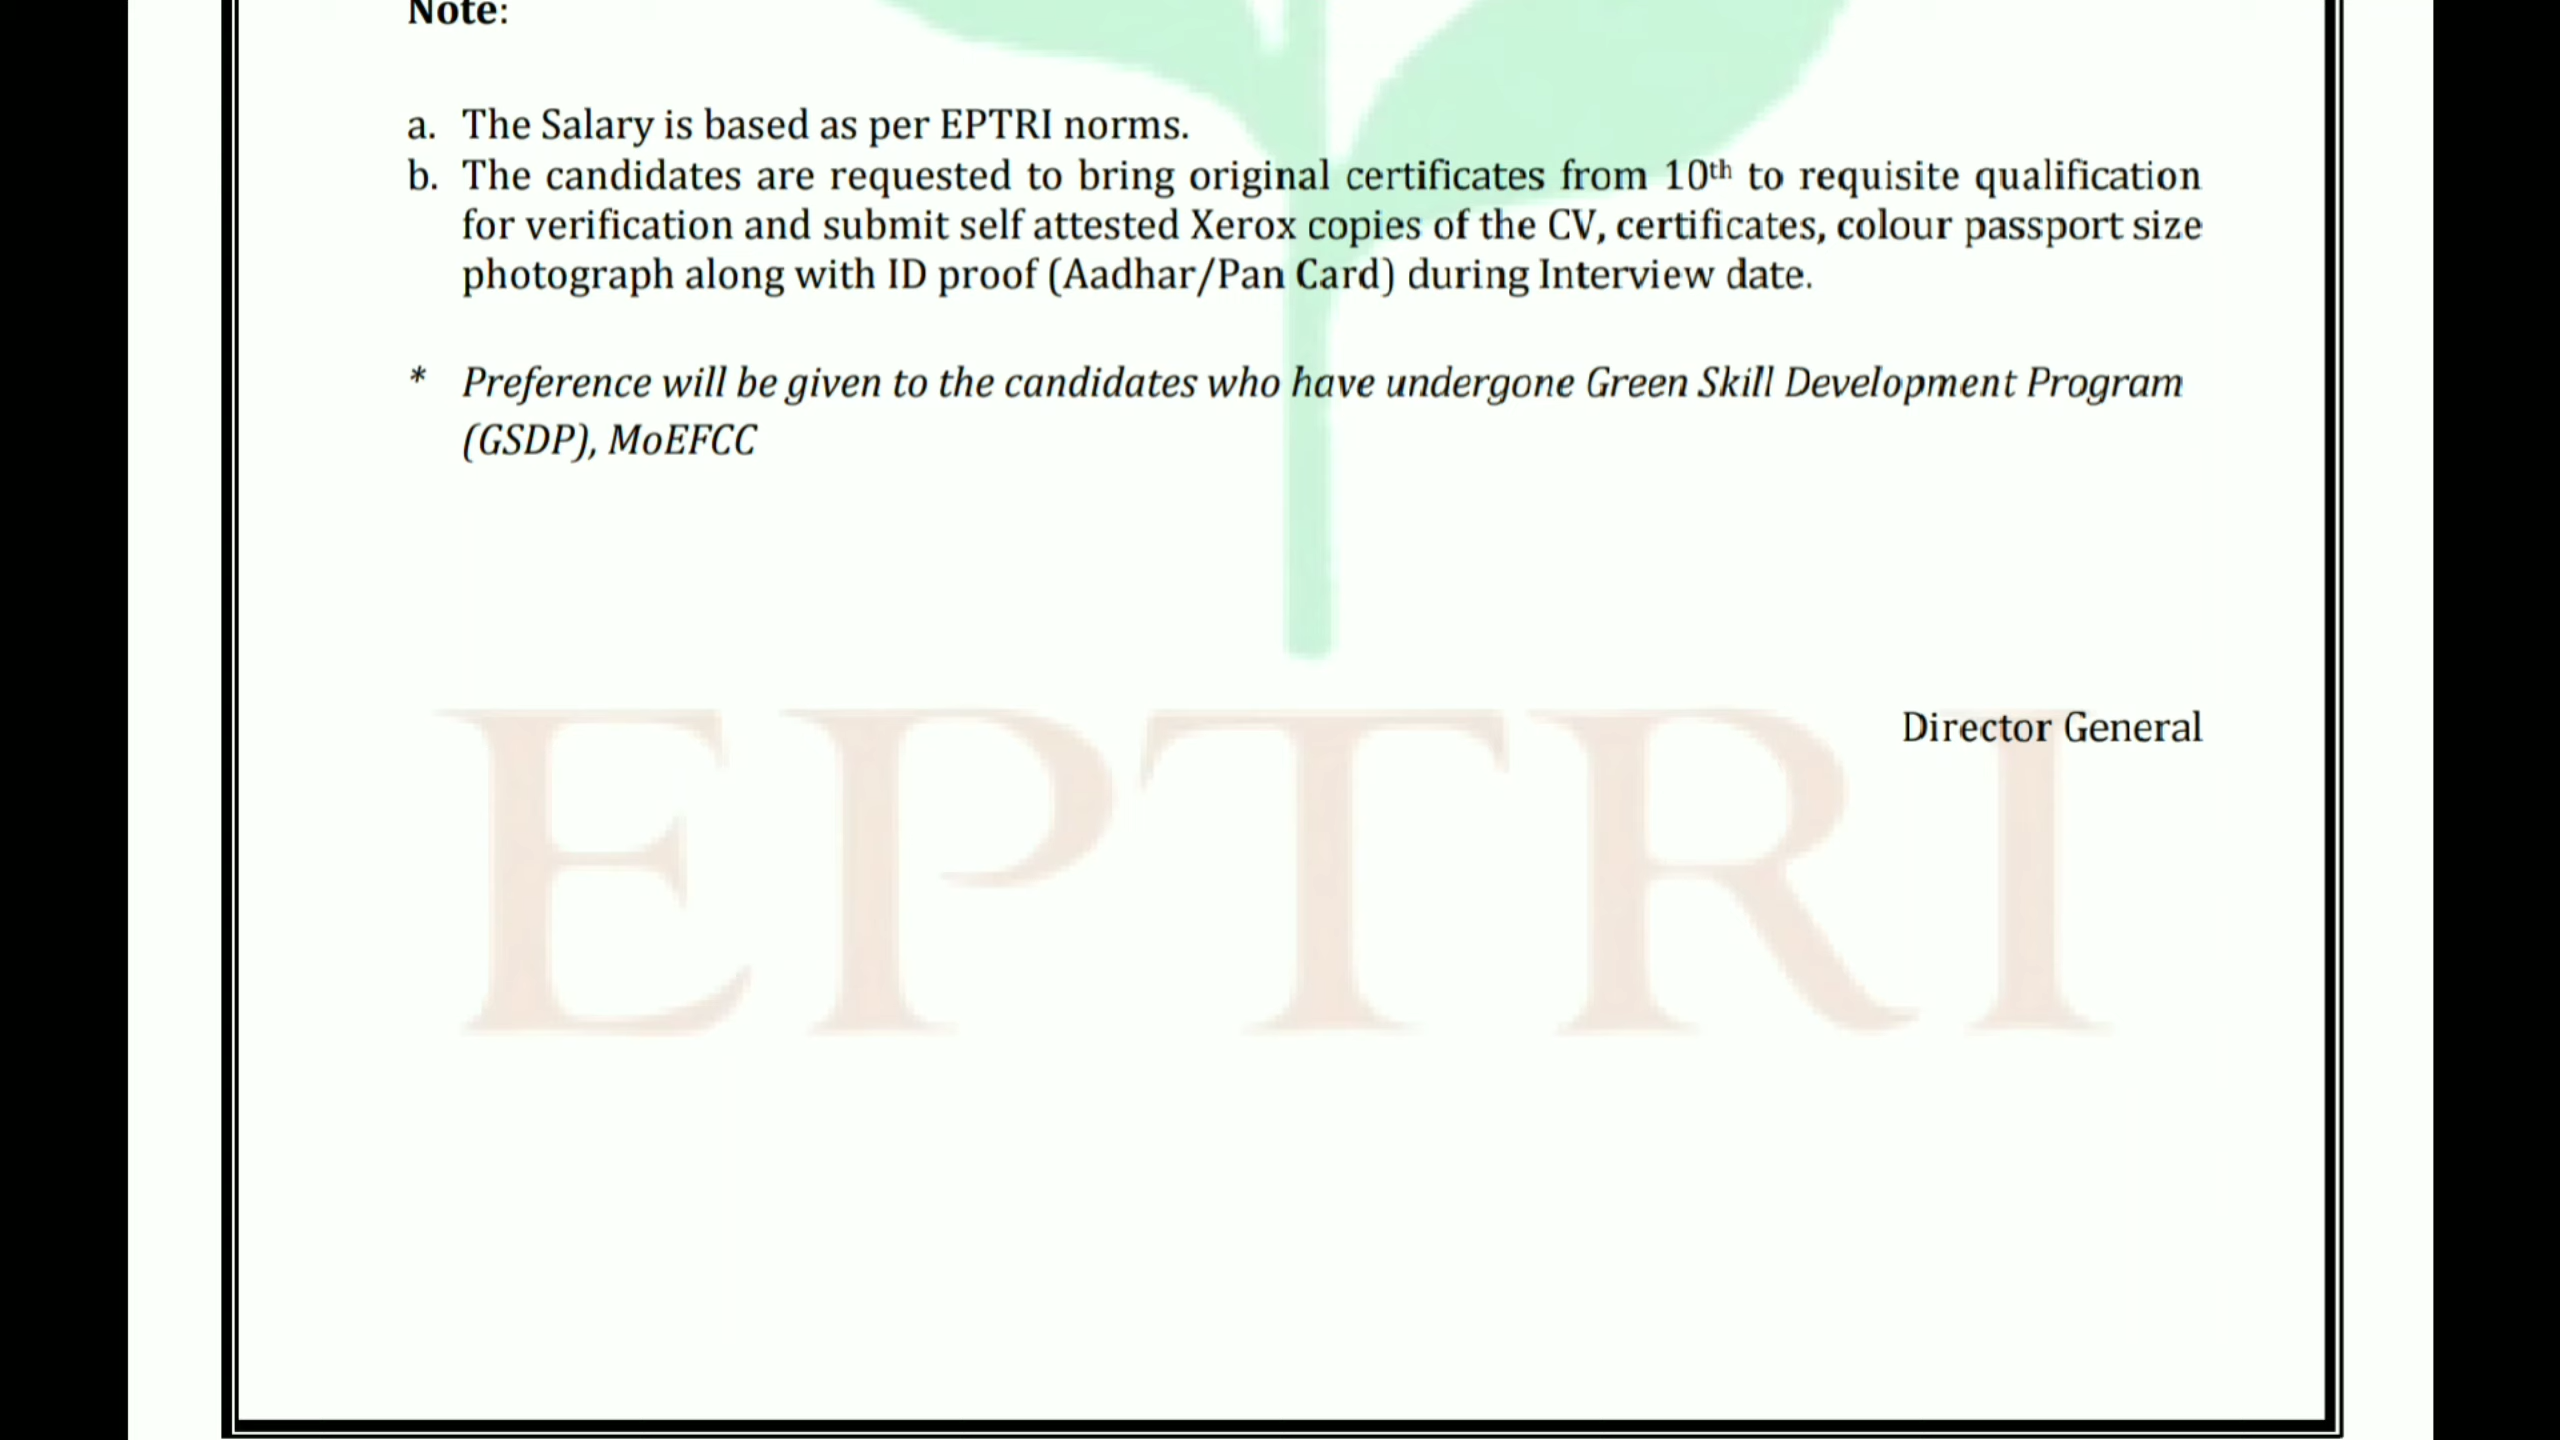 Note:
a. The Salary is based as per EPTRI norms.
b. The candidates are requested to bring original certificates from 10th to requisite qualification
for verification and submit self attested Xerox copies of the CV, certificates, colour passport size
photograph along with ID proof (Aadhar/Pan Card) during Interview date.
* Preference will be given to the candidates who have undergone Green Skill Development Program
(GSDP), MoEFCC
Director General
EPTRI